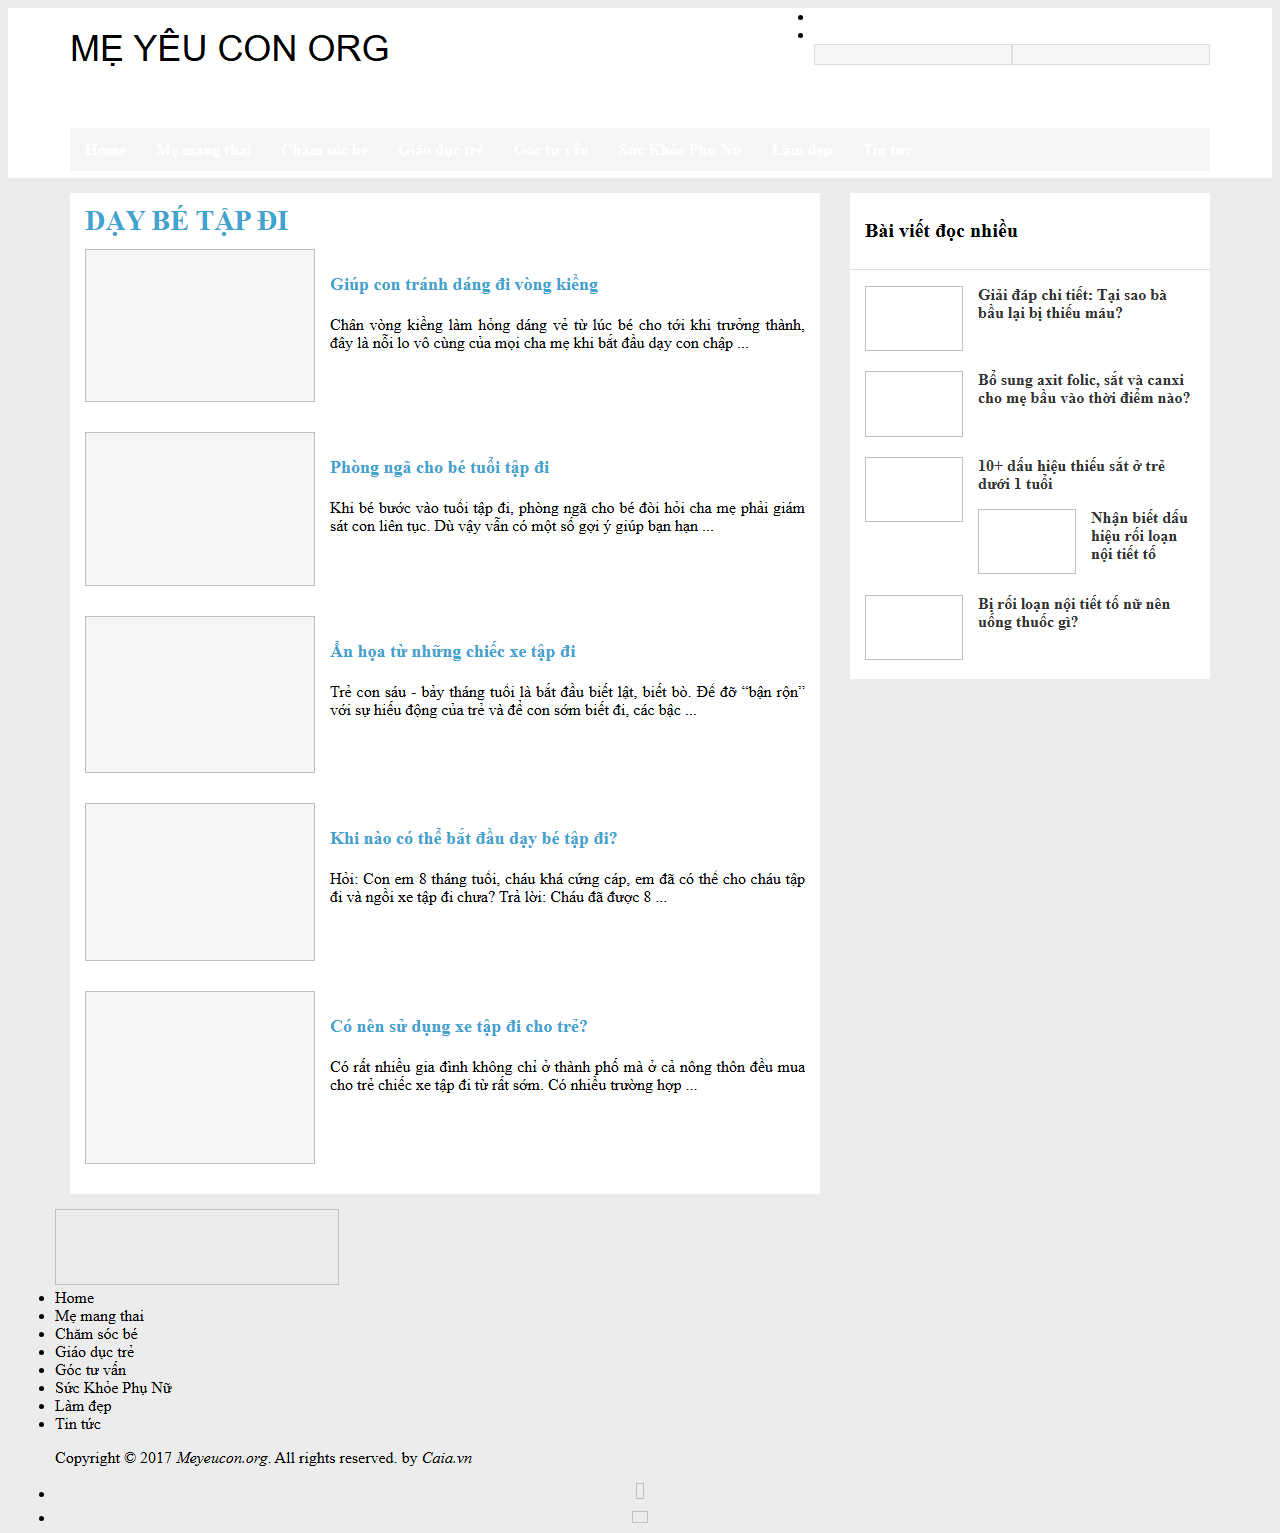 MẸ YÊU CON ORG
Home Mẹ mang thai Chăm sóc bé Giáo dục trẻ Góc tư vấn Sức Khỏe Phụ Nữ Làm đẹp Tin tức
DẠY BÉ TẬP ĐI
Giúp con tránh dáng đi vòng kiềng
Chân vòng kiềng làm hỏng dáng vẻ từ lúc bé cho tới khi trưởng thành,
đây là nỗi lo vô cùng của mọi cha mẹ khi bắt đầu dạy con chập ...
Phòng ngã cho bé tuổi tập đi
Khi bé bước vào tuổi tập đi, phòng ngã cho bé đòi hỏi cha mẹ phải giám
sát con liên tục. Dù vậy vẫn có một số gợi ý giúp bạn hạn ...
Ẩn họa từ những chiếc xe tập đi
Trẻ con sáu - bảy tháng tuổi là bắt đầu biết lật, biết bò. Để đỡ “bận rộn”
với sự hiếu động của trẻ và để con sớm biết đi, các bậc ...
Khi nào có thể bắt đầu dạy bé tập đi?
Hỏi: Con em 8 tháng tuổi, cháu khá cứng cáp, em đã có thể cho cháu tập
đi và ngồi xe tập đi chưa? Trả lời: Cháu đã được 8 ...
Có nên sử dụng xe tập đi cho trẻ?
Có rất nhiều gia đình không chỉ ở thành phố mà ở cả nông thôn đều mua
cho trẻ chiếc xe tập đi từ rất sớm. Có nhiều trường hợp ...
Bài viết đọc nhiều
Giải đáp chi tiết: Tại sao bà
bầu lại bị thiếu máu?
Bổ sung axit folic, sắt và canxi
cho mẹ bầu vào thời điểm nào?
10+ dấu hiệu thiếu sắt ở trẻ
dưới 1 tuổi
Nhận biết dấu
hiệu rối loạn
nội tiết tố
Bị rối loạn nội tiết tố nữ nên
uống thuốc gì?
Home
Mẹ mang thai
Chăm sóc bé
Giáo dục trẻ
Góc tư vấn
Sức Khỏe Phụ Nữ
Làm đẹp
Tin tức
Copyright © 2017 Meyeucon.org. All rights reserved. by Caia.vn